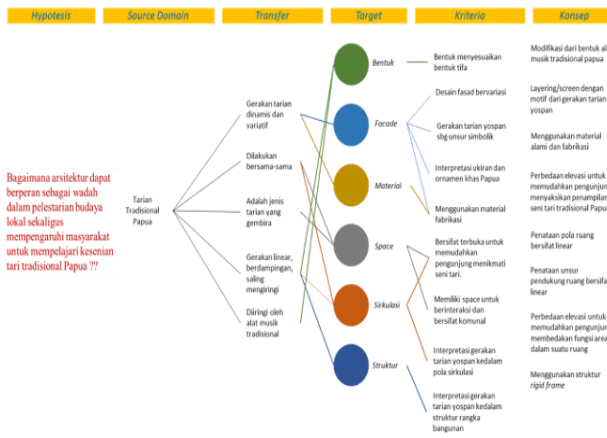 Hypotesis
Source Domain
Transfer
Target
Kriteria
Konsep
Bagaimana arsitektur dapat
berperan sebagai wadah
dalam pelestarian budaya
lokal sekaligus
mempengaruhi masyarakat
untuk mempelajari kesenian
tari tradisional Papua ??
Tarian
Tradisional
Papua
Gerakan tarian
dinamis dan
variatif
Dilakukan
bersama-sama
Adalah jenis
tarian yang
gembira
Gerakan linear,
berdampingan,
saling
mengiringi
Diiringi oleh
alat musik
tradisional
Bentuk
Facade
Material
Space
Sirkulasi
Struktur
Bentuk menyesuaikan
bentuk tifa
Desain fasad bervariasi
Gerakan tarian yospan
sbg unsur simbolik
Interpretasi ukiran dan
ornamen khas Papua
Menggunakan material
fabrikasi
Bersifat terbuka untuk
memudahkan
pengunjung menikmati
seni tari.
Memiliki space untuk
berinteraksi dan
bersifat komunal
Interpretasi gerakan
tarian yospan kedalam
pola sirkulasi
Interpretasi gerakan
tarian yospan kedalam
struktur rangka
bangunan
Modifikasi dari bentuk al
musik tradisional papua
Layering/screen dengan
motif dari gerakan tarian
yospan
Menggunakan material
alami dan fabrikasi
Perbedaan elevasi untuk
memudahkan pengunjun
menyaksikan penampilan
seni tari tradisional Papua
Penataan pola ruang
bersifat linear
Penataan unsur
pendukung ruang bersifa
linear
Perbedaan elevasi untuk
memudahkan pengunjun
membedakan fungsi area
dalam suatu ruang
Menggunakan struktur
rigid frame